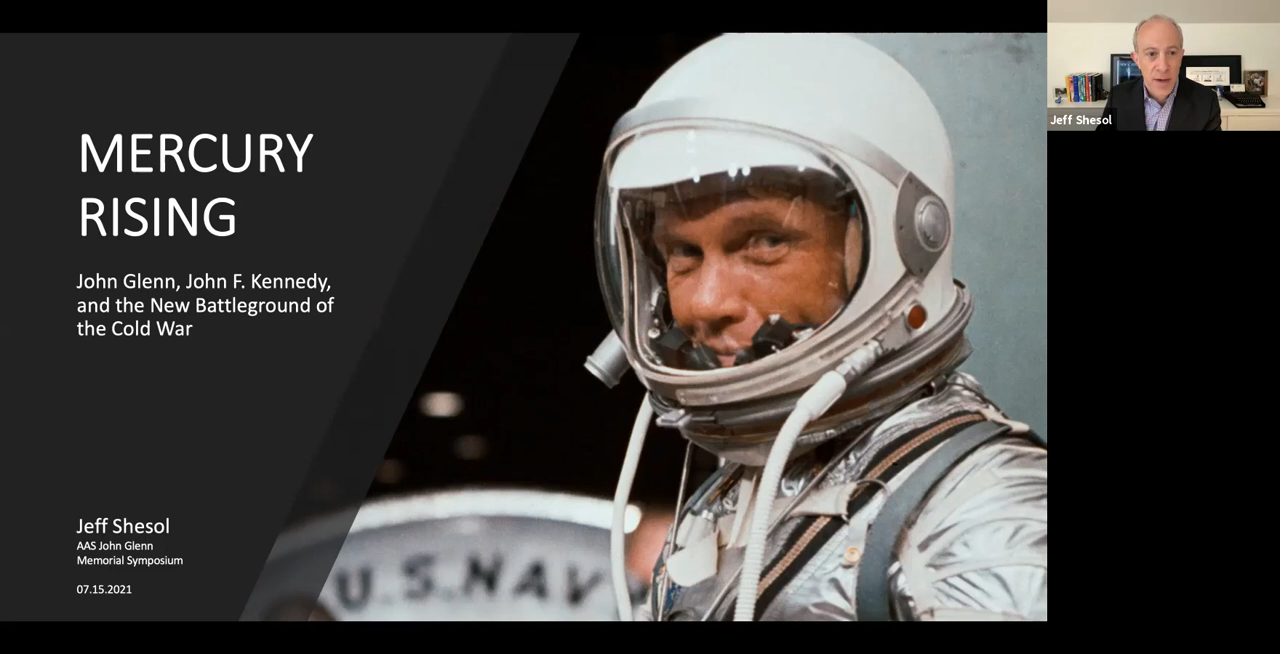 MERCURY
RISING
John Glenn, John F. Kennedy,
and the New Battleground of
the Cold War
Jeff Shesol
AAS John Glenn
Memorial Symposium
07.15.2021
U.S.NAV
Jeff Shesol